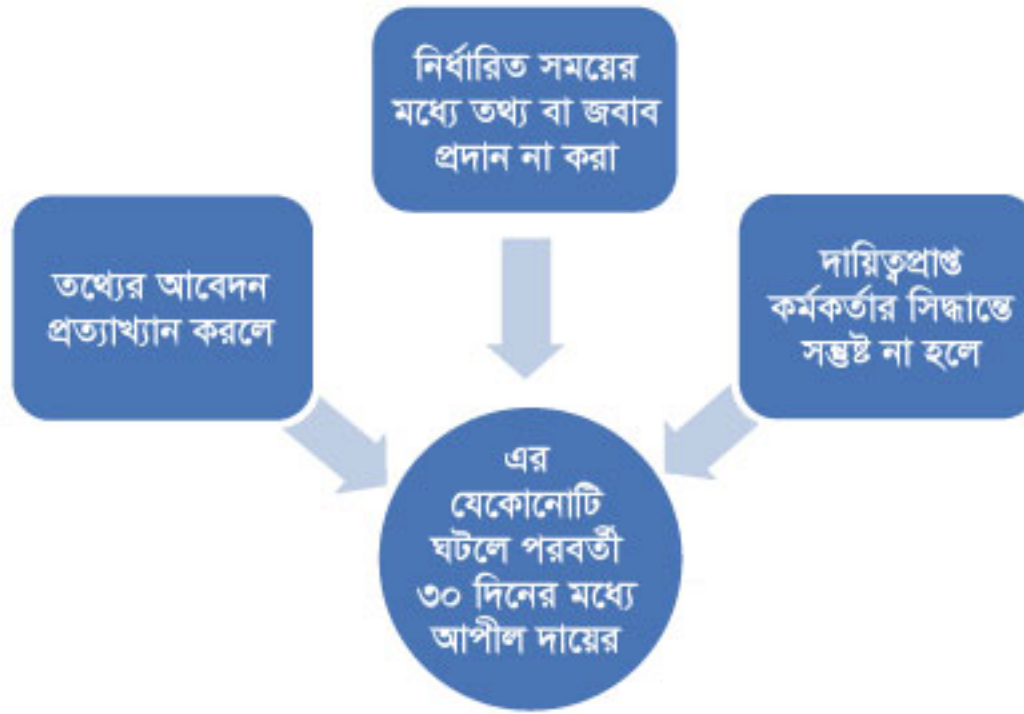 নির্ধারিত সময়ের
মধ্যে তথ্য বা জবাব
প্রদান না করা
তথ্যের আবেদন
প্রত্যাখ্যান করলে
দায়িত্বপ্রাপ্ত
কর্মকর্তার সিদ্ধান্তে
সন্তুষ্ট না হলে
এর
যেকোনোটি
ঘটলে পরবর্তী
৩০ দিনের মধ্যে
আপীল দায়ের